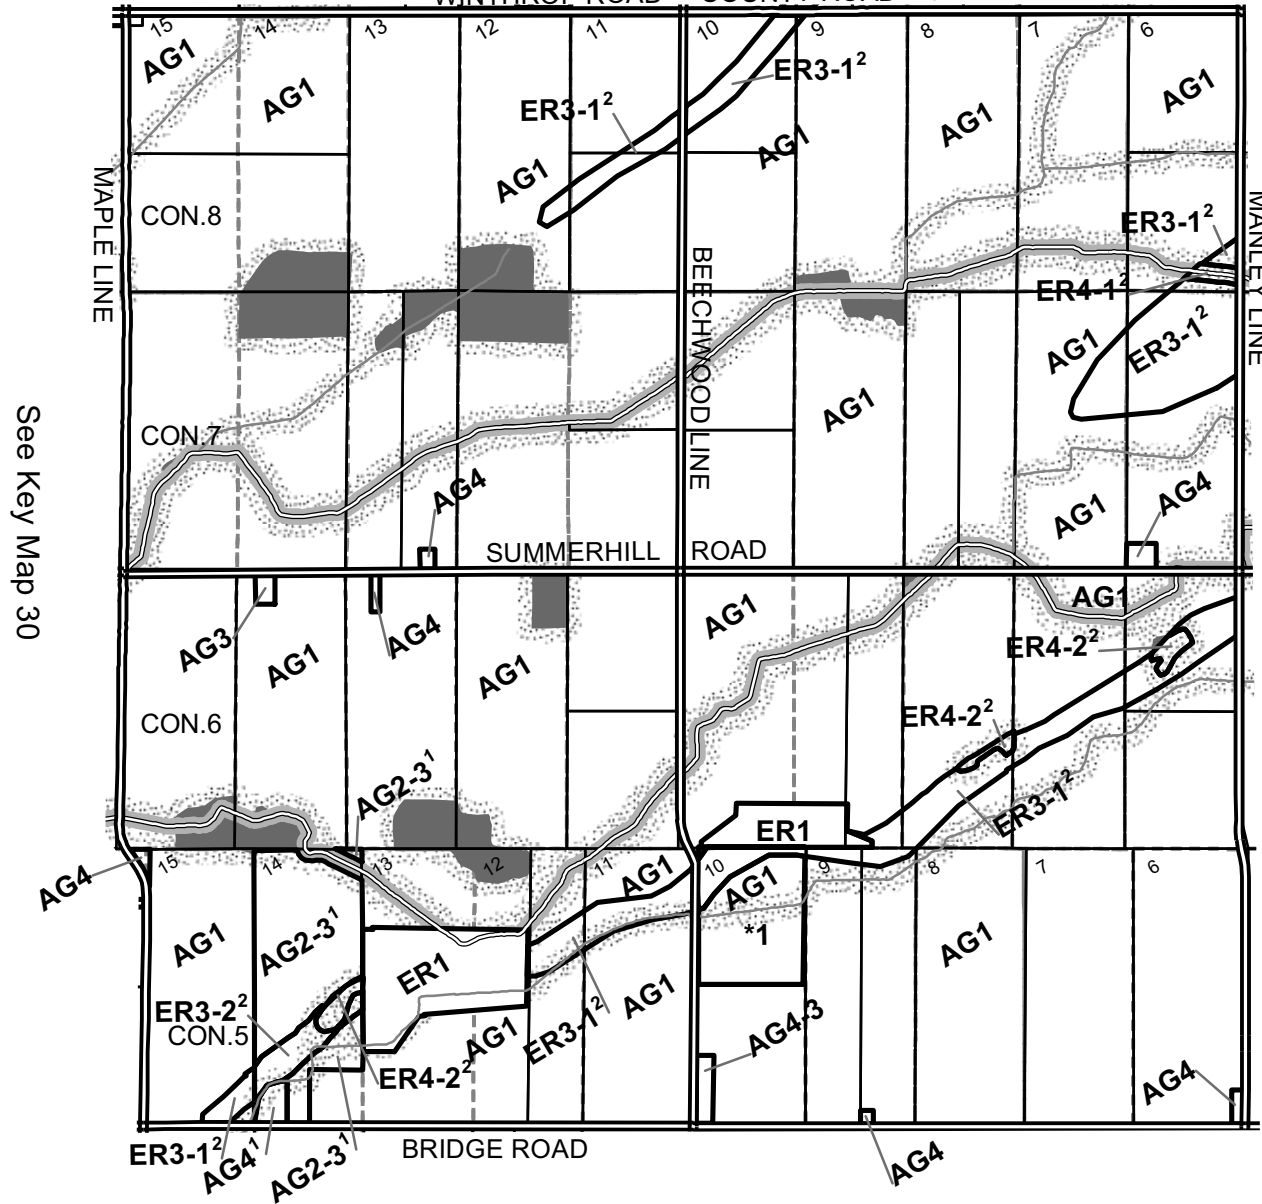 WINTHROP ROAD COUNTY ROAD
15 14 13 12 11 10 9 8 7 6
AG1
AG1
ER3-1²
ER3-1²
AG1
AG1
AG1
AG1
MAPLE LINE
CON.8
BEECHWOOD LINE
MANLEY LINE
ER3-1²
ER4-1²
AG1
ER3-1²
AG1
See Key Map 30
CON.7
AG4
AG1
AG4
SUMMERHILL ROAD
AG3
AG1
AG4
AG1
AG1
AG1
ER4-2²
CON.6
ER4-2²
AG2-3¹
ER1
ER3-1²
15 14 13 12 10 9 8 7 6
AG4
AG1
AG1
*1
AG1
AG2-3¹
ER1
AG1
AG1
ER3-2²
CON.5
AG1
ER3-1²
AG4-3
ER4-2²
AG4
ER3-1²
AG4¹
AG2-3¹
BRIDGE ROAD
AG4